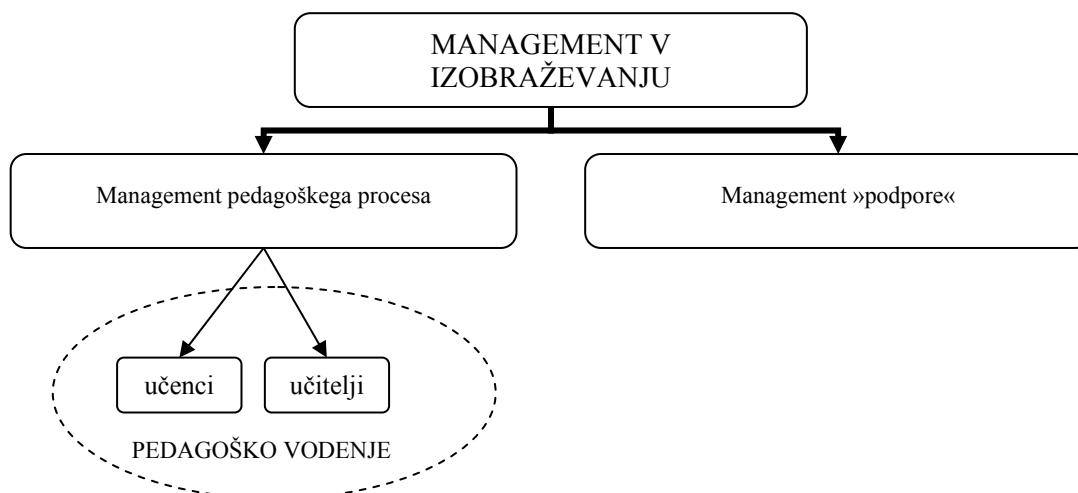 MANAGEMENT V
IZOBRAŽEVANJU
Management pedagoškega procesa
Management »podpore«
učenci
učitelji
PEDAGOŠKO VODENJE